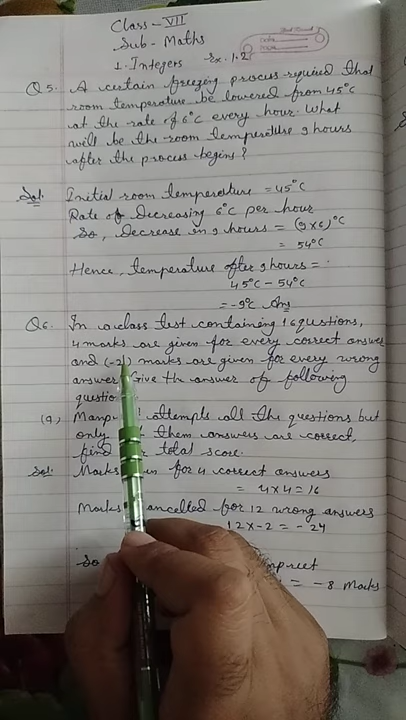 Class - VII
Sub - Maths
1. Integers Ex. 1.2
Q5. A certain freezing process required that
room temperature be lowered from 45°C
at the rate of 6°C every hour. What
will be the room temperature 9 hours
after the process begins?
Sol. Initial room temperature = 45°C
Rate of Decreasing 6°C per hour
So, Decrease in 9 hours = (9×6)°C
= 54°C
Hence, temperature after 9 hours =
45°C - 54°C
= -9°C Ans
Q6. In a class test containing 16 questions,
4 marks are given for every correct answer
and (-2) marks are given for every wrong
answer. Give the answer of following
(9) attempts all the questions but
only them answers are correct,
find total score.
Sol. Marks for 4 correct answers
= 4×4 = 16
Marks for 12 wrong answers
12×-2 = -24
So
= -8 Marks